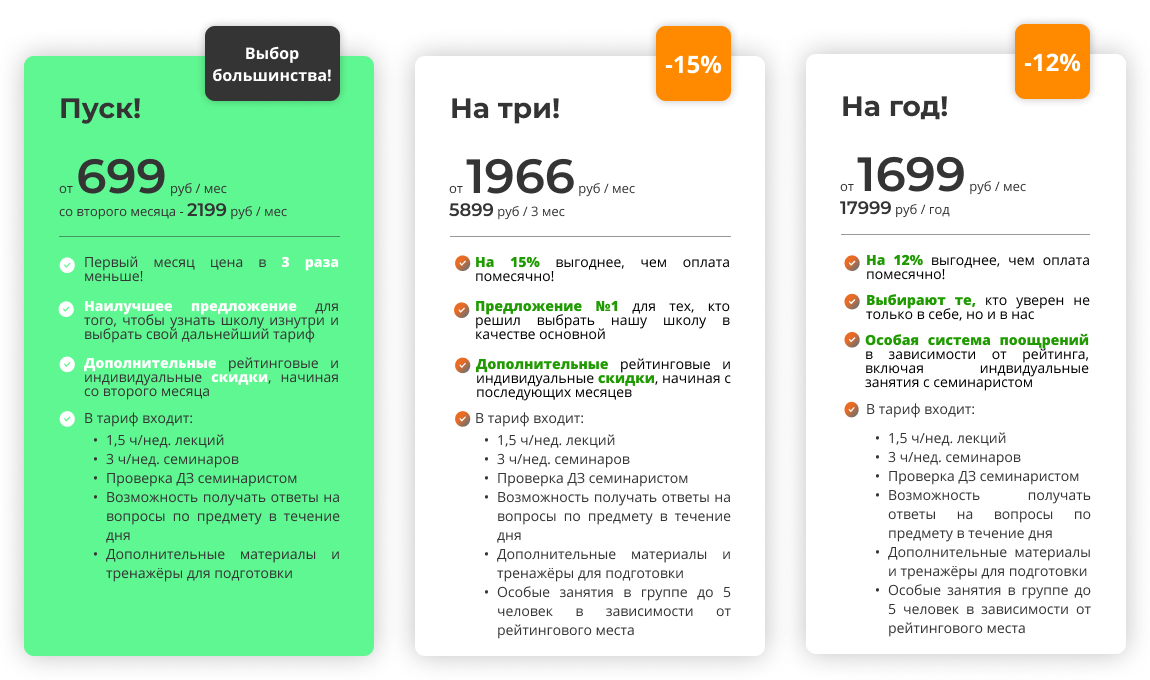 Выбор
большинства!
Пуск!
от 699 руб / мес
со второго месяца - 2199 руб / мес
Первый месяц цена в 3 раза
меньше!
Наилучшее предложение для
того, чтобы узнать школу изнутри и
выбрать свой дальнейший тариф
Дополнительные рейтинговые и
индивидуальные скидки, начиная
со второго месяца
В тариф входит:
• 1,5 ч/нед. лекций
• 3 ч/нед. семинаров
• Проверка ДЗ семинаристом
• Возможность получать ответы на
вопросы по предмету в течение
дня
• Дополнительные материалы и
тренажёры для подготовки
-15%
На три!
от 1966 руб / мес
5899 руб / 3 мес
На 15% выгоднее, чем оплата
помесячно!
Предложение №1 для тех, кто
решил выбрать нашу школу в
качестве основной
Дополнительные рейтинговые и
индивидуальные скидки, начиная с
последующих месяцев
В тариф входит:
• 1,5 ч/нед. лекций
• 3 ч/нед. семинаров
• Проверка ДЗ семинаристом
• Возможность получать ответы на
вопросы по предмету в течение
дня
• Дополнительные материалы и
тренажёры для подготовки
• Особые занятия в группе до 5
человек в зависимости от
рейтингового места
-12%
На год!
от 1699 руб / мес
17999 руб / год
На 12% выгоднее, чем оплата
помесячно!
Выбирают те, кто уверен не
только в себе, но и в нас
Особая система поощрений
в зависимости от рейтинга,
включая индвидуальные
занятия с семинаристом
В тариф входит:
• 1,5 ч/нед. лекций
• 3 ч/нед. семинаров
• Проверка ДЗ семинаристом
• Возможность получать
ответы на вопросы по
предмету в течение дня
• Дополнительные материалы
и тренажёры для подготовки
• Особые занятия в группе до
5 человек в зависимости от
рейтингового места